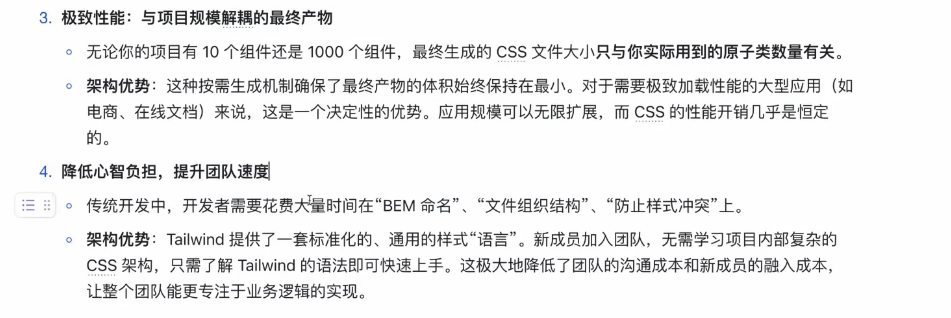 3. 极致性能：与项目规模解耦的最终产物
无论你的项目有 10 个组件还是 1000 个组件，最终生成的 CSS 文件大小只与你实际用到的原子类数量有关。
架构优势：这种按需生成机制确保了最终产物的体积始终保持在最小。对于需要极致加载性能的大型应用（如
电商、在线文档）来说，这是一个决定性的优势。应用规模可以无限扩展，而 CSS 的性能开销几乎是恒定
的。
4. 降低心智负担，提升团队速度
传统开发中，开发者需要花费大量时间在“BEM 命名”、“文件组织结构”、“防止样式冲突”上。
架构优势：Tailwind 提供了一套标准化的、通用的样式“语言”。新成员加入团队，无需学习项目内部复杂的
CSS 架构，只需了解 Tailwind 的语法即可快速上手。这极大地降低了团队的沟通成本和新成员的融入成本，
让整个团队能更专注于业务逻辑的实现。